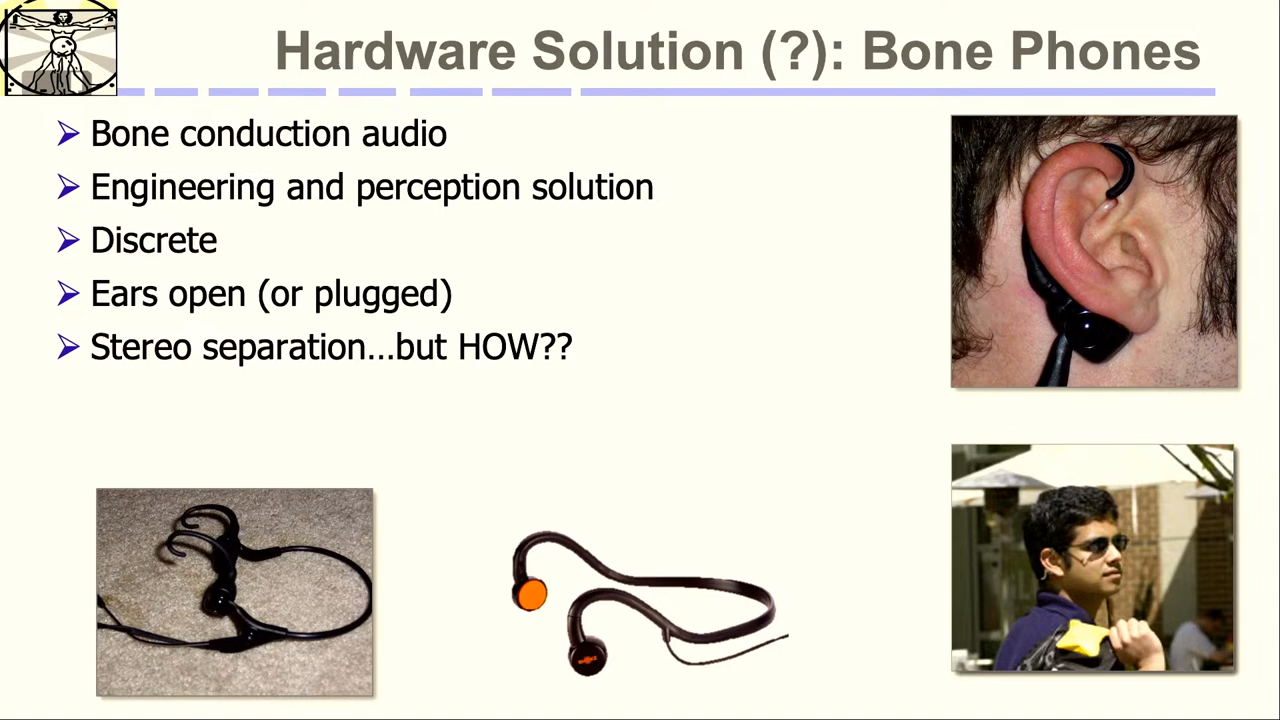 Hardware Solution (?): Bone Phones
Bone conduction audio
Engineering and perception solution
Discrete
Ears open (or plugged)
Stereo separation…but HOW??